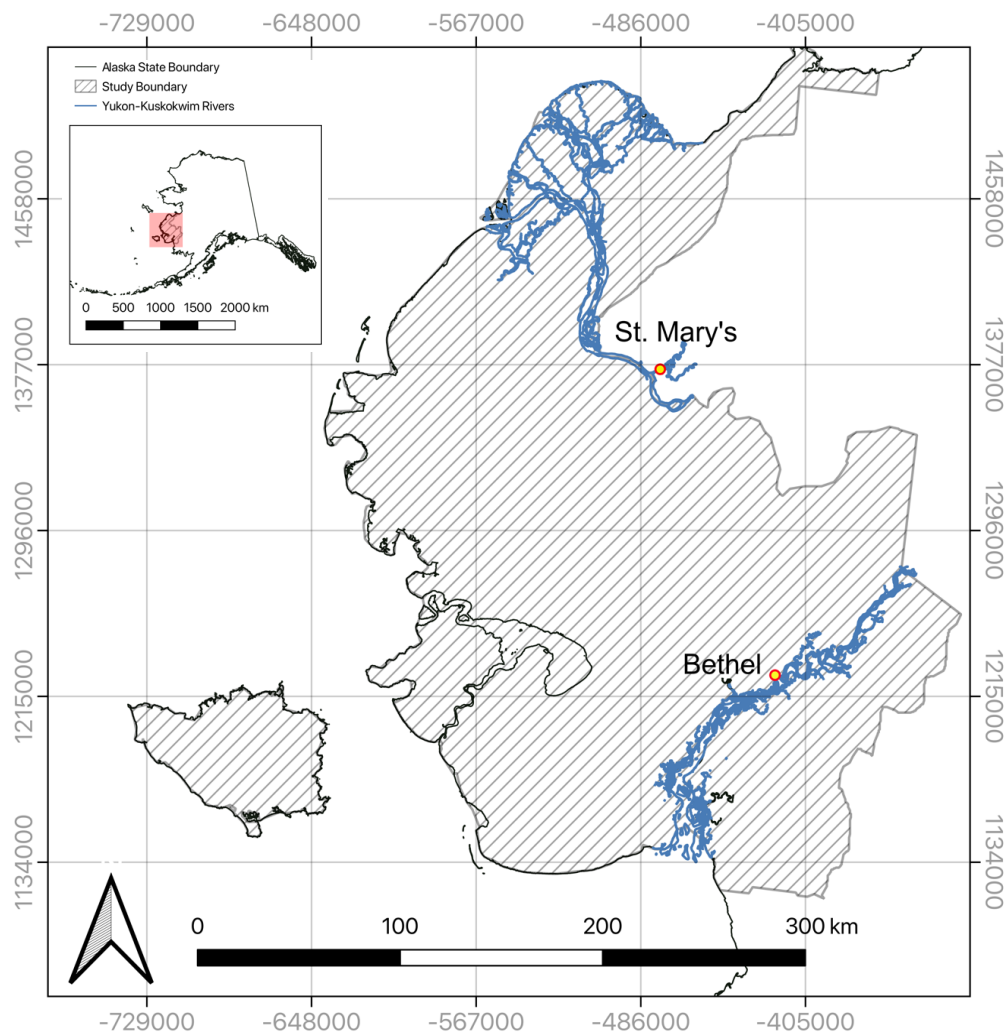 -729000 -648000 -567000 -486000 -405000
Alaska State Boundary
Study Boundary
Yukon-Kuskokwim Rivers
0 500 1000 1500 2000 km
1458000 1458000
St. Mary's
1377000 1377000
1296000 1296000
Bethel
1215000 1215000
1134000 1134000
0 100 200 300 km
-729000 -648000 -567000 -486000 -405000